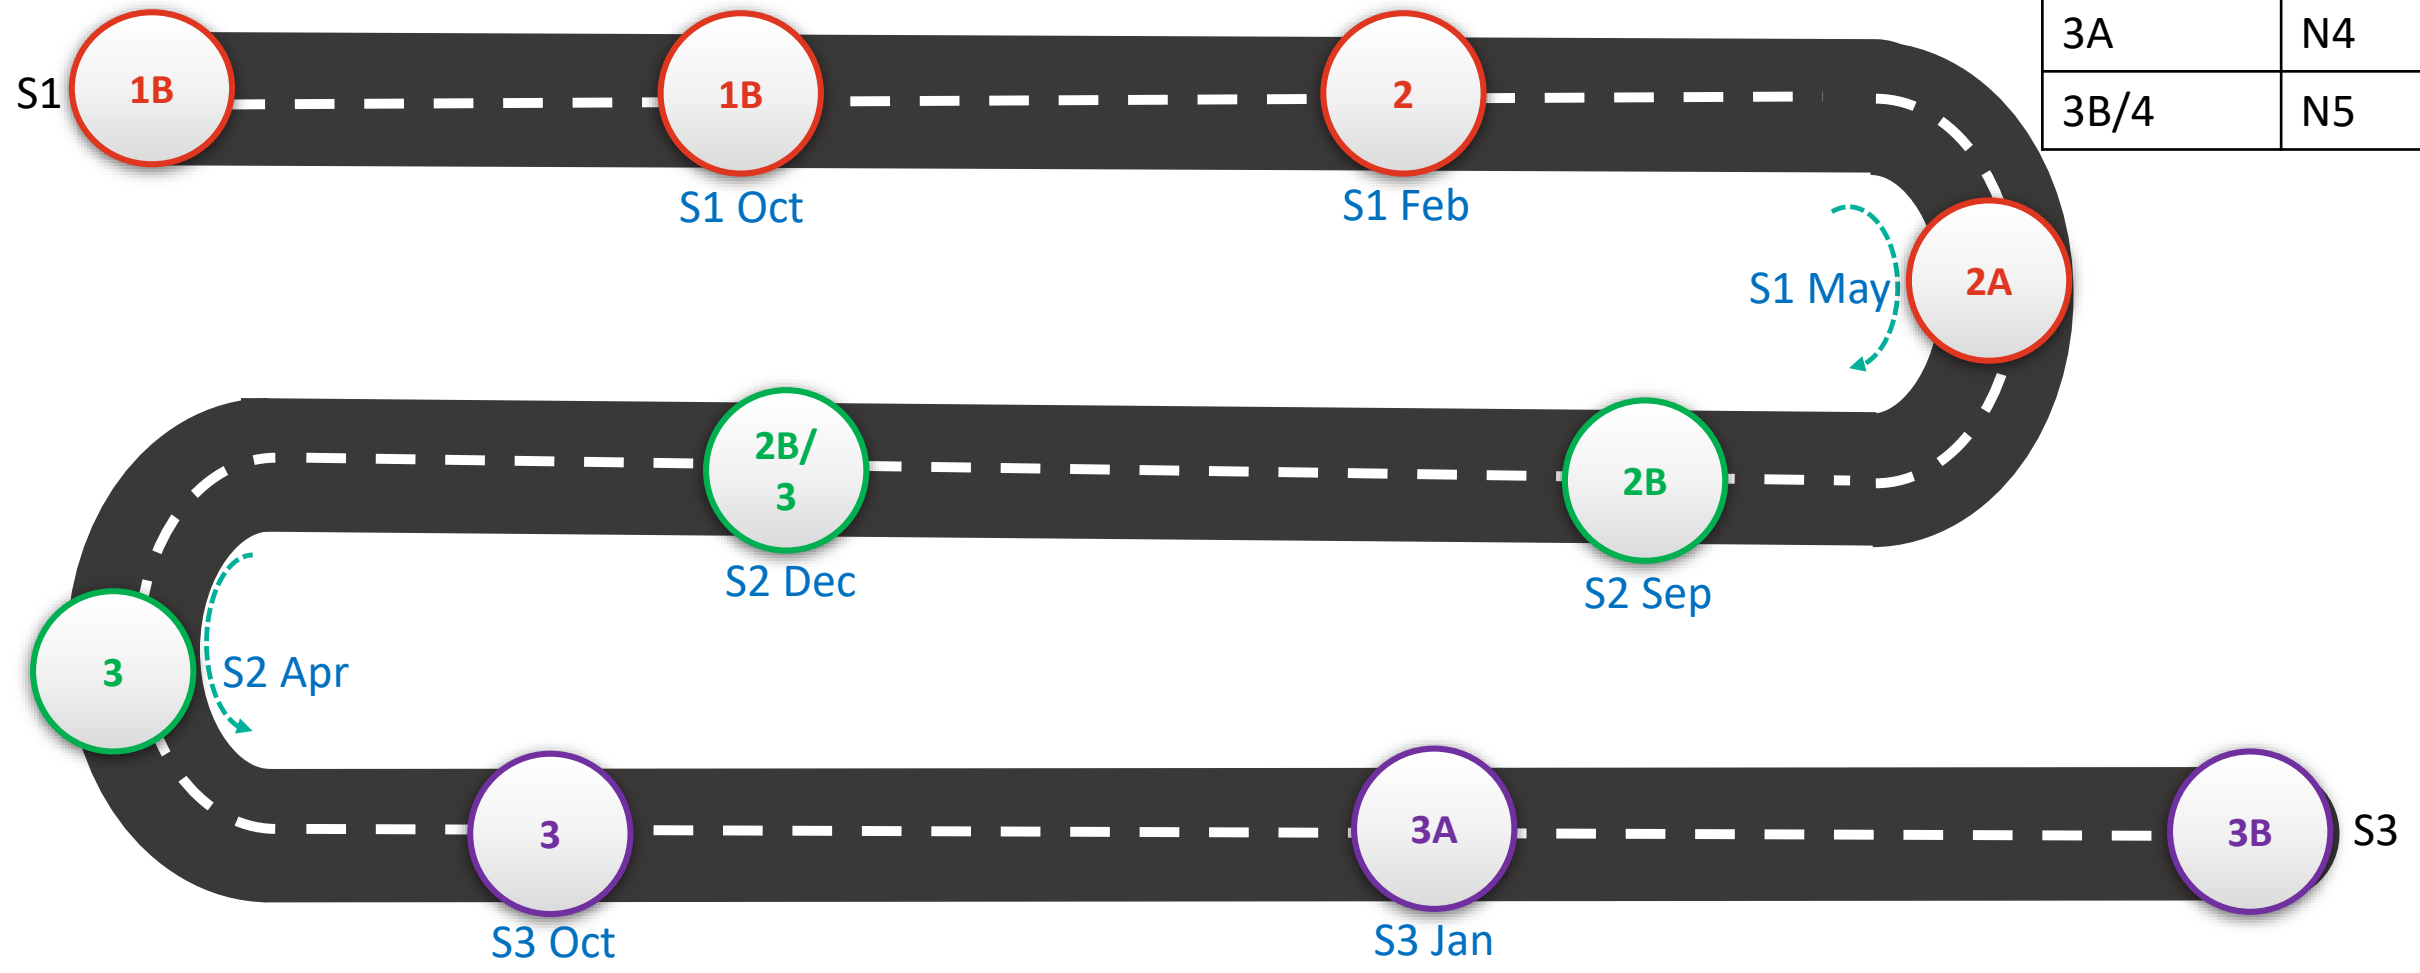 3A N4
3B/4 N5
S1 1B 1B 2
S1 Oct S1 Feb
S1 May 2A
2B/
3
2B
S2 Dec S2 Sep
3 S2 Apr
3 3A 3B S3
S3 Oct S3 Jan